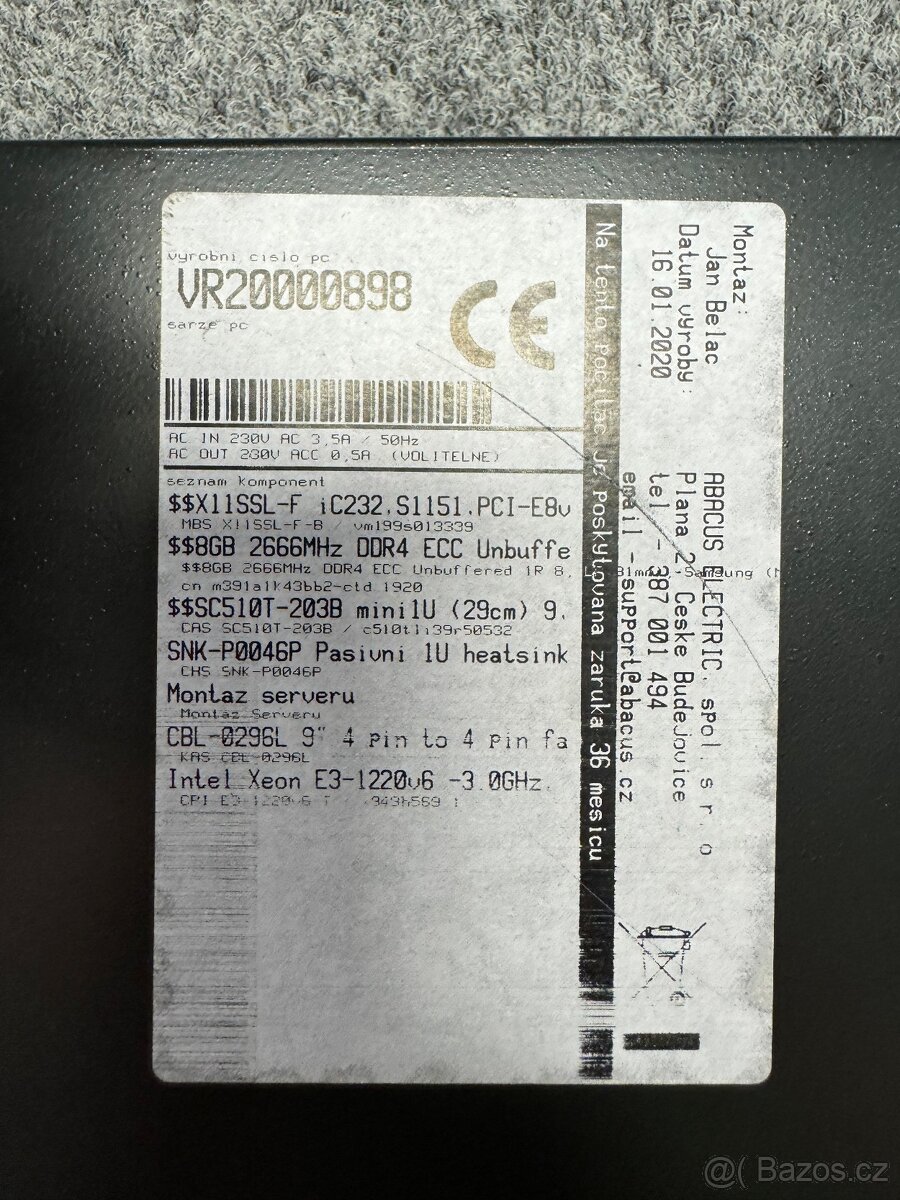 vyrobni cislo pc
VR20000898
sarze pc
CE
AC IN 230V AC 3,5A / 50Hz
AC OUT 230V ACC 0,5A (VOLITELNE)
seznam komponent
$$X11SSL-F iC232,S1151,PCI-E8v
MBS X11SSL-F-B / vm199s013339
$$8GB 2666MHz DDR4 ECC Unbuffe
$$8GB 2666MHz DDR4 ECC Unbuffered 1R 8,
31mm), -Samsung (M
cn m391a1k43bb2-ctd 1920
$$SC510T-203B mini1U (29cm) 9.
CAS SC510T-203B / c510tli39r50532
SNK-P0046P Pasivni 1U heatsink
CHS SNK-P0046P
Montaz serveru
Montaz Serveru
CBL-0296L 9" 4 pin to 4 pin fa
KAS CBL-0296L
Intel Xeon E3-1220v6 -3.0GHz,
Na tento pocitac je poskytovana zaruka 36 mesicu
Montaz:
Jan Belac
Datum vyroby:
16.01.2020
ABACUS ELECTRIC, spol. s r. o
Plana 2, Ceske Budejovice
tel - 387 001 494
email - support@abacus.cz
@( Bazos.cz